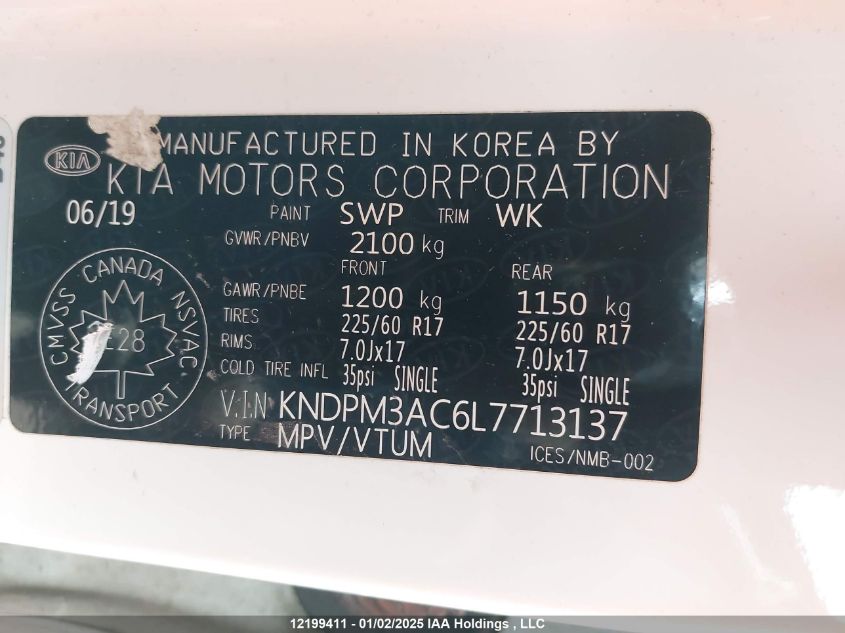 MANUFACTURED IN KOREA BY
KIA
KIA MOTORS CORPORATION
06/19 PAINT SWP TRIM WK
GVWR/PNBV 2100 kg
FRONT REAR
GAWR/PNBE 1200 kg 1150 kg
TIRES 225/60 R17 225/60 R17
RIMS 7.0Jx17 7.0Jx17
COLD TIRE INFL 35psi SINGLE 35psi SINGLE
CMVSS CANADA NSVAC
28
TRANSPORT
V.I.N KNDPM3AC6L7713137
TYPE MPV/VTUM
ICES/NMB-002
12199411 - 01/02/2025 IAA Holdings , LLC